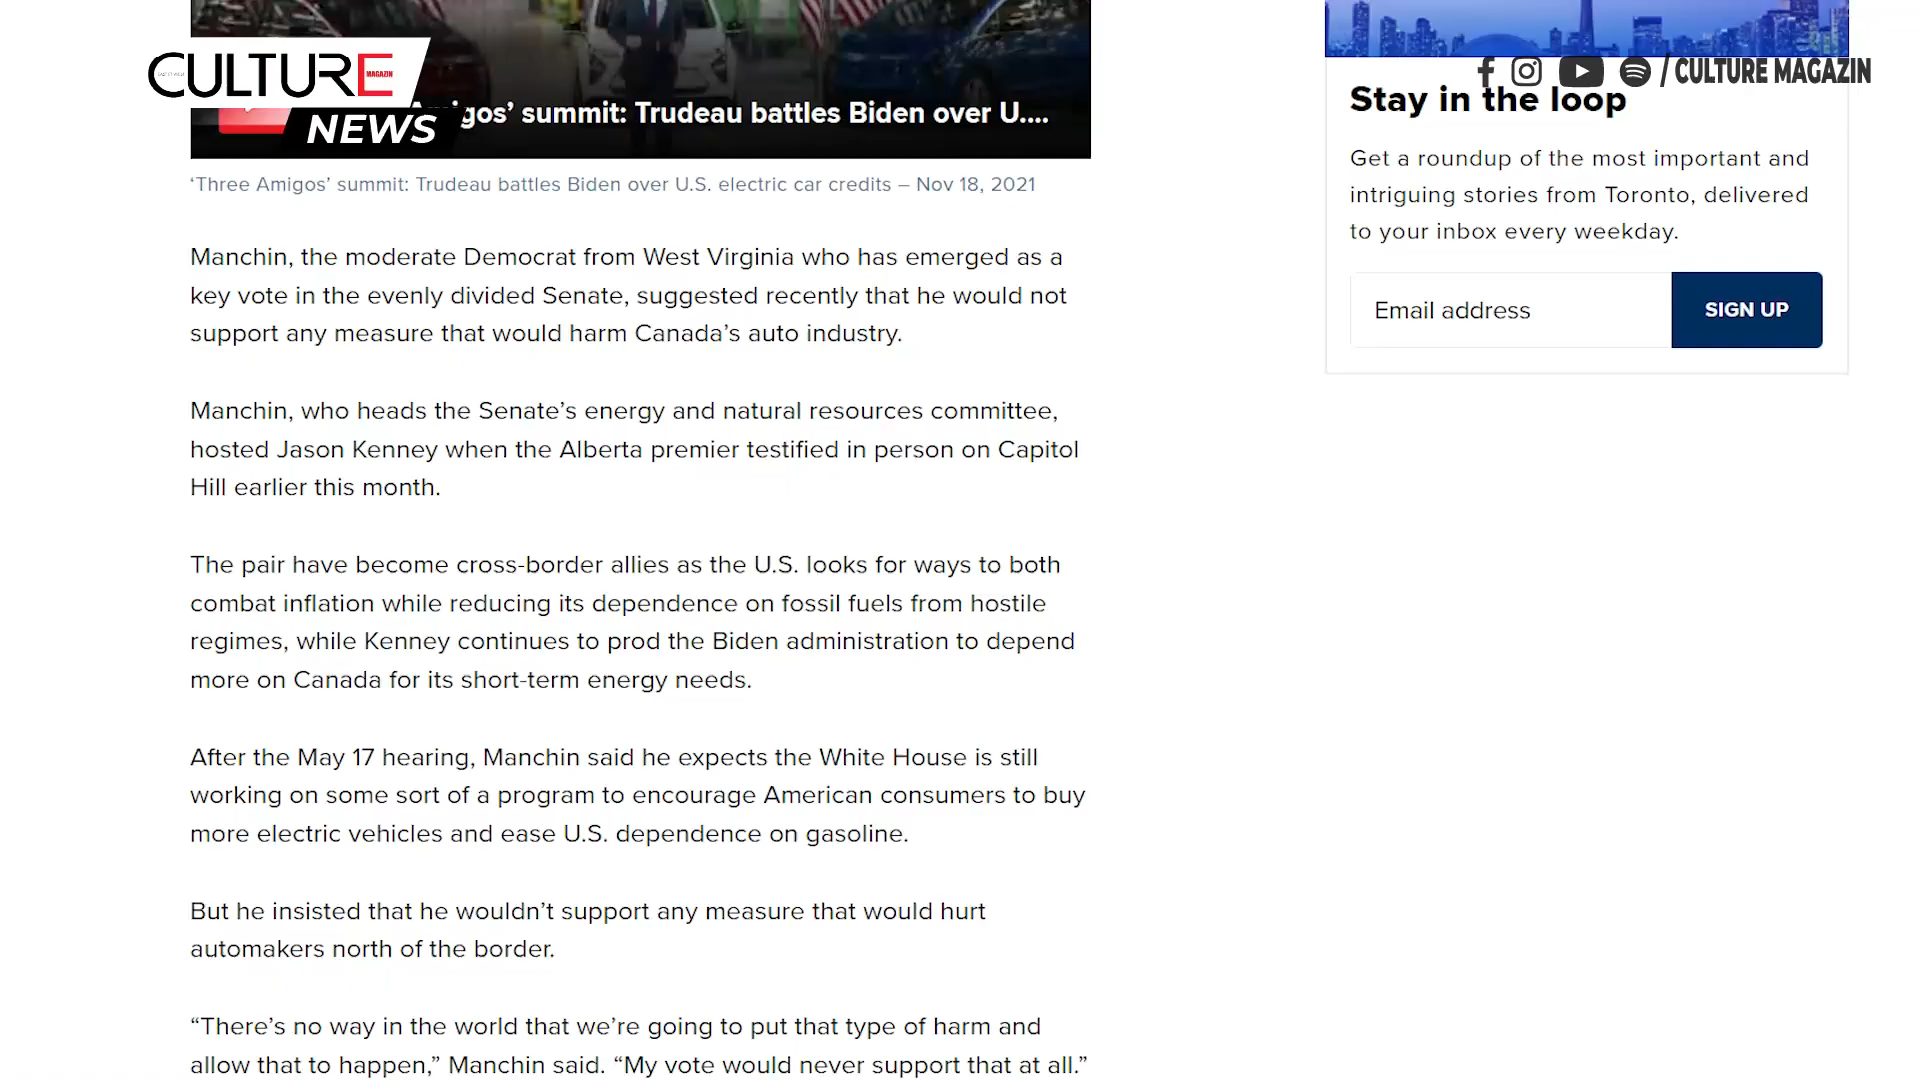 CULTURE
MAGAZIN
NEWS
gos’ summit: Trudeau battles Biden over U....
‘Three Amigos’ summit: Trudeau battles Biden over U.S. electric car credits – Nov 18, 2021
Manchin, the moderate Democrat from West Virginia who has emerged as a
key vote in the evenly divided Senate, suggested recently that he would not
support any measure that would harm Canada’s auto industry.
Manchin, who heads the Senate’s energy and natural resources committee,
hosted Jason Kenney when the Alberta premier testified in person on Capitol
Hill earlier this month.
The pair have become cross-border allies as the U.S. looks for ways to both
combat inflation while reducing its dependence on fossil fuels from hostile
regimes, while Kenney continues to prod the Biden administration to depend
more on Canada for its short-term energy needs.
After the May 17 hearing, Manchin said he expects the White House is still
working on some sort of a program to encourage American consumers to buy
more electric vehicles and ease U.S. dependence on gasoline.
But he insisted that he wouldn’t support any measure that would hurt
automakers north of the border.
“There’s no way in the world that we’re going to put that type of harm and
allow that to happen,” Manchin said. “My vote would never support that at all.”
/ CULTURE MAGAZIN
Stay in the loop
Get a roundup of the most important and
intriguing stories from Toronto, delivered
to your inbox every weekday.
Email address
SIGN UP